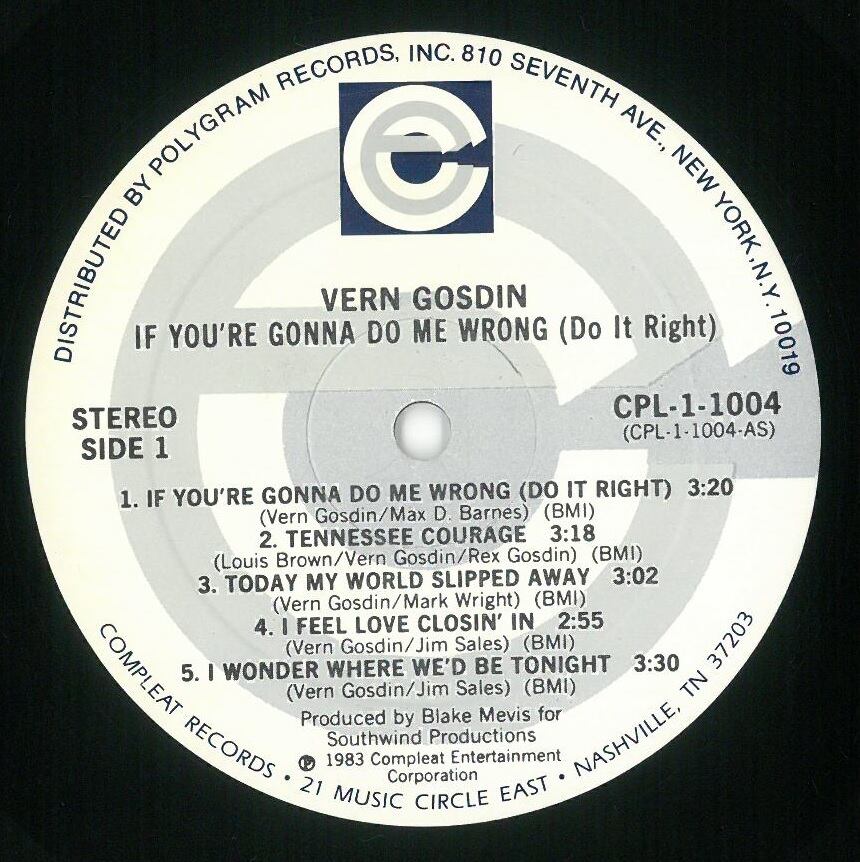 DISTRIBUTED BY POLYGRAM RECORDS, INC. 810 SEVENTH AVE., NEW YORK, N.Y. 10019
VERN GOSDIN
IF YOU'RE GONNA DO ME WRONG (Do It Right)
STEREO
SIDE 1
CPL-1-1004
(CPL-1-1004-AS)
1. IF YOU'RE GONNA DO ME WRONG (DO IT RIGHT) 3:20
(Vern Gosdin/Max D. Barnes) (BMI)
2. TENNESSEE COURAGE 3:18
(Louis Brown/Vern Gosdin/Rex Gosdin) (BMI)
3. TODAY MY WORLD SLIPPED AWAY 3:02
(Vern Gosdin/Mark Wright) (BMI)
4. I FEEL LOVE CLOSIN' IN 2:55
(Vern Gosdin/Jim Sales) (BMI)
5. I WONDER WHERE WE'D BE TONIGHT 3:30
(Vern Gosdin/Jim Sales) (BMI)
Produced by Blake Mevis for
Southwind Productions
℗ 1983 Compleat Entertainment
Corporation
COMPLEAT RECORDS • 21 MUSIC CIRCLE EAST • NASHVILLE, TN 37203